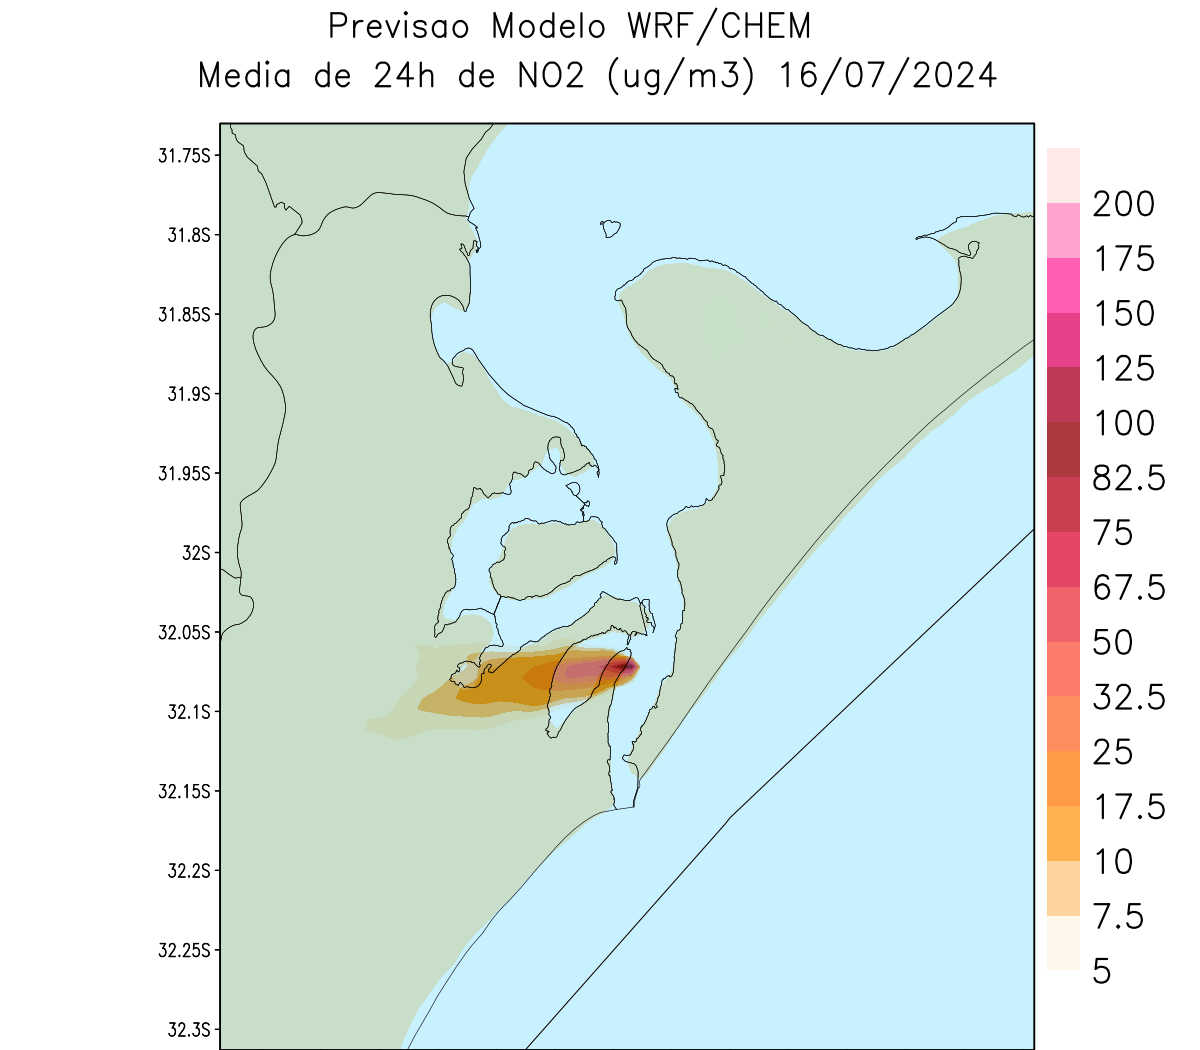 Previsao Modelo WRF/CHEM
Media de 24h de NO2 (ug/m3) 16/07/2024
31.75S
31.8S
31.85S
31.9S
31.95S
32S
32.05S
32.1S
32.15S
32.2S
32.25S
32.3S
200
175
150
125
100
82.5
75
67.5
50
32.5
25
17.5
10
7.5
5